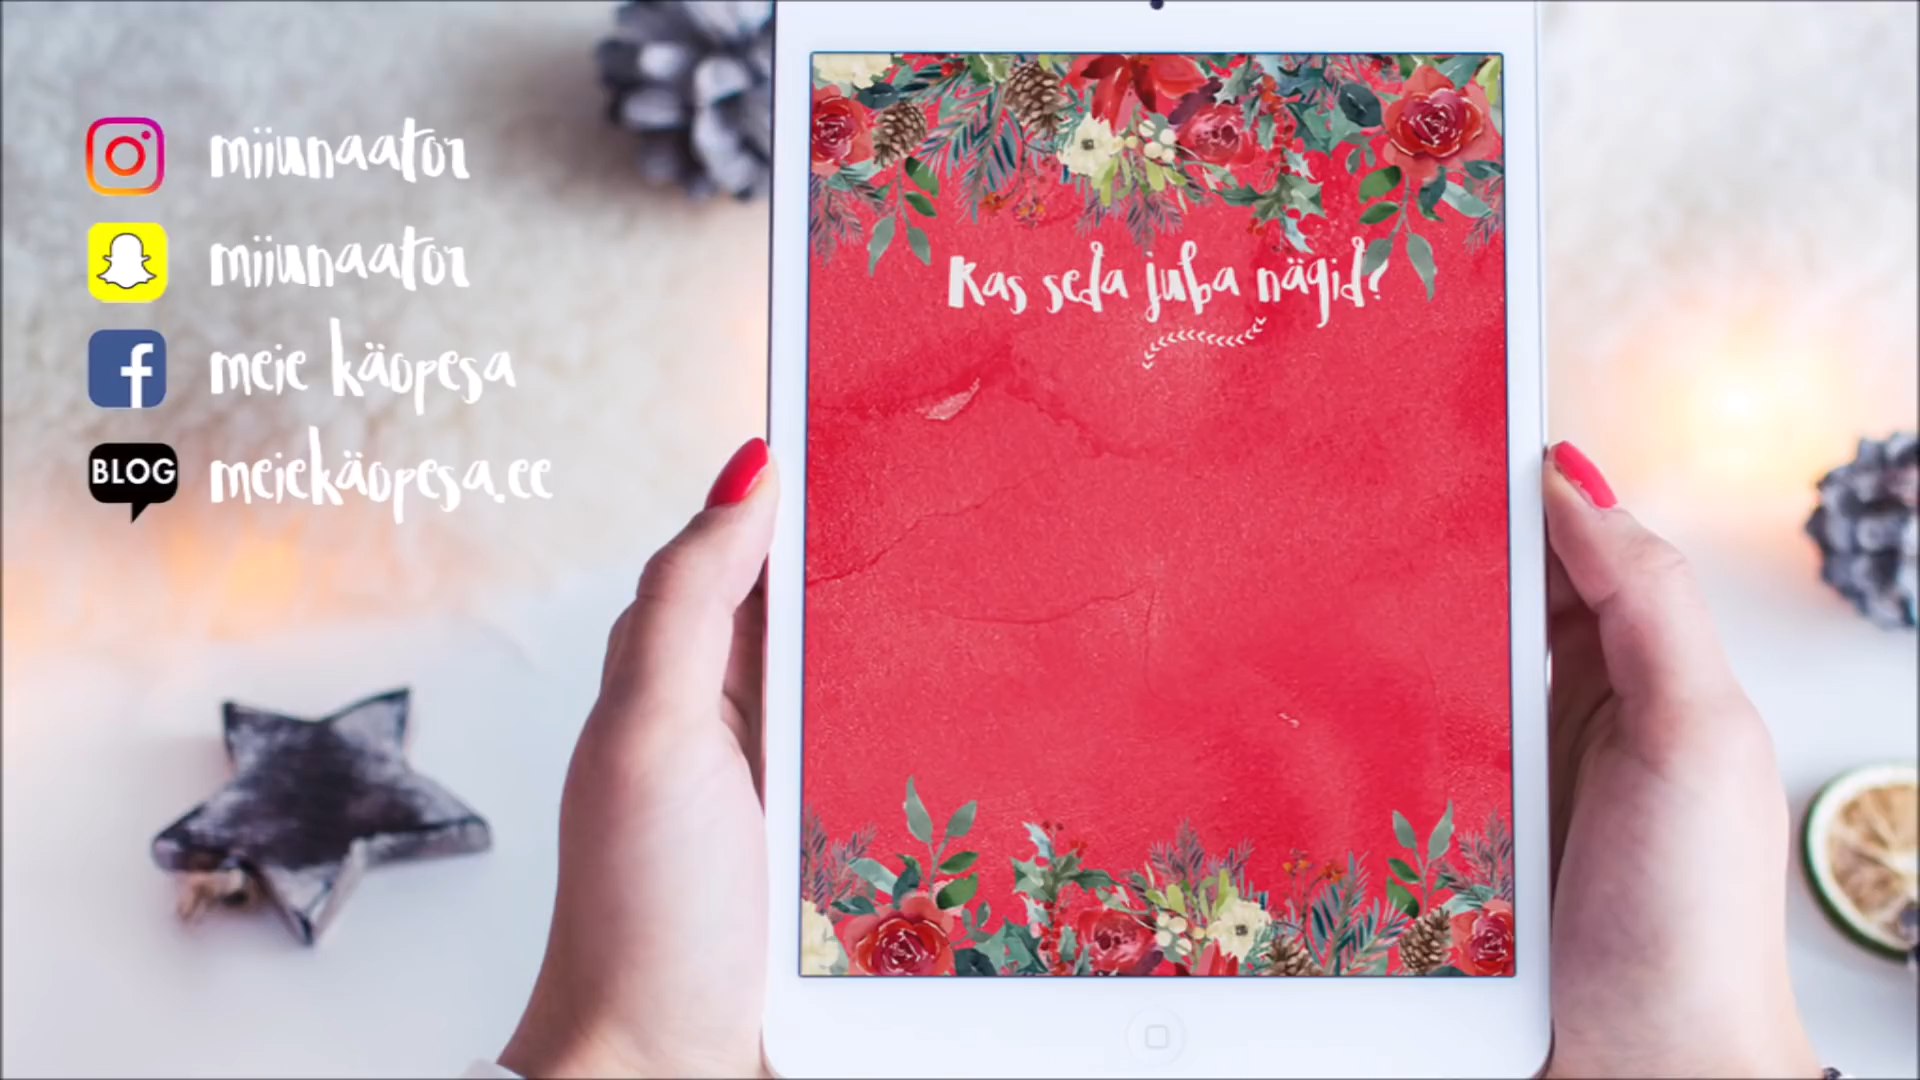 miiunaator
miiunaator
meie käopesa
BLOG
meiekäopesa.ee
Kas seda juba nägid?